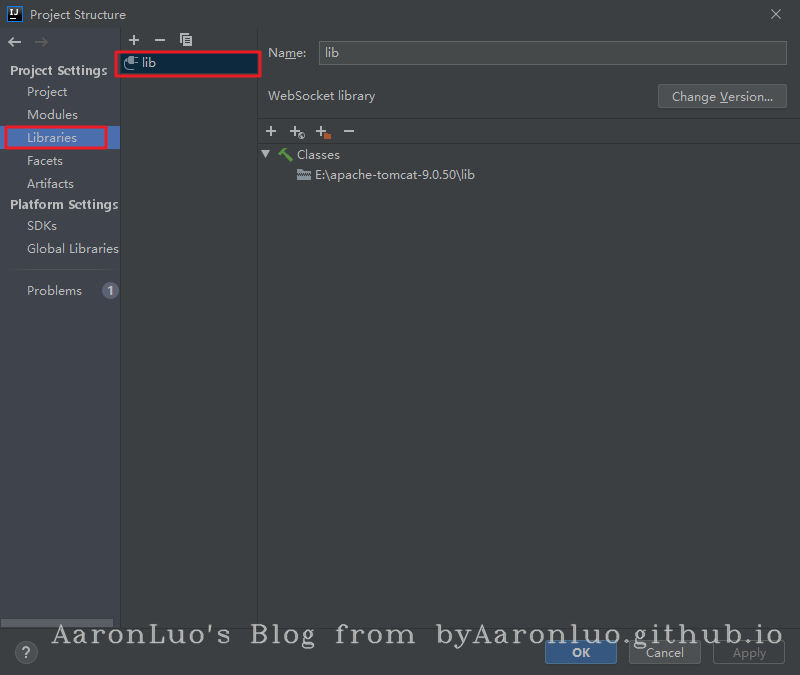 Project Structure
Project Settings
Project
Modules
Libraries
Facets
Artifacts
Platform Settings
SDKs
Global Libraries
Problems 1
lib
Name: lib
WebSocket library
Change Version...
Classes
E:\apache-tomcat-9.0.50\lib
AaronLuo's Blog from byAaronluo.github.io
?
OK
Cancel
Apply